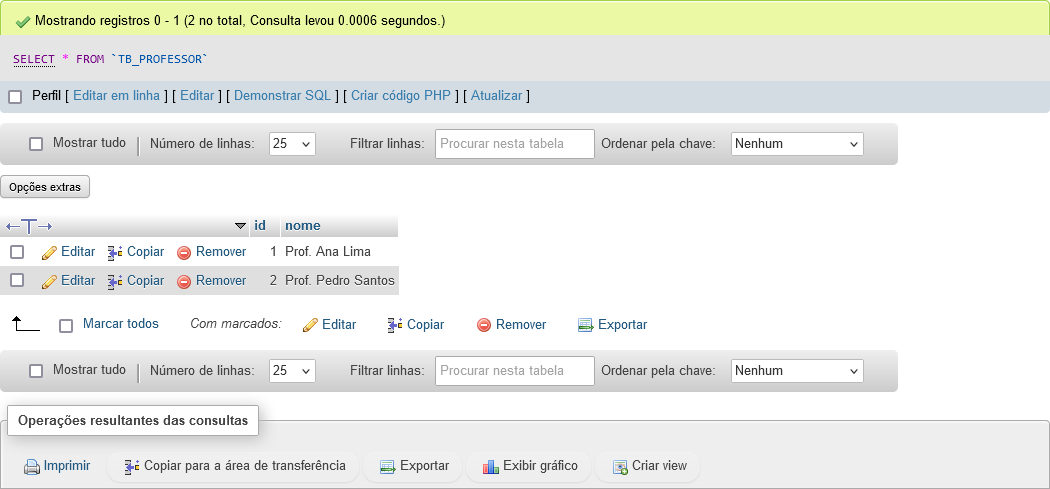 Mostrando registros 0 - 1 (2 no total, Consulta levou 0.0006 segundos.)
SELECT * FROM `TB_PROFESSOR`
Perfil [ Editar em linha ] [ Editar ] [ Demonstrar SQL ] [ Criar código PHP ] [ Atualizar ]
Mostrar tudo Número de linhas: 25 Filtrar linhas: Procurar nesta tabela Ordenar pela chave: Nenhum
Opções extras
id nome
Editar Copiar Remover 1 Prof. Ana Lima
Editar Copiar Remover 2 Prof. Pedro Santos
Marcar todos Com marcados: Editar Copiar Remover Exportar
Mostrar tudo Número de linhas: 25 Filtrar linhas: Procurar nesta tabela Ordenar pela chave: Nenhum
Operações resultantes das consultas
Imprimir Copiar para a área de transferência Exportar Exibir gráfico Criar view